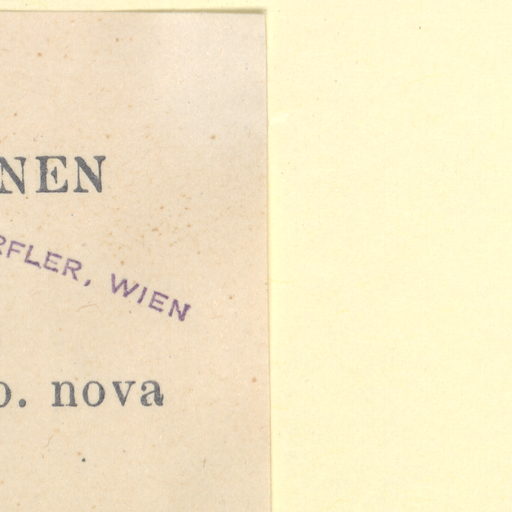 NEN
RFLER, WIEN
o. nova